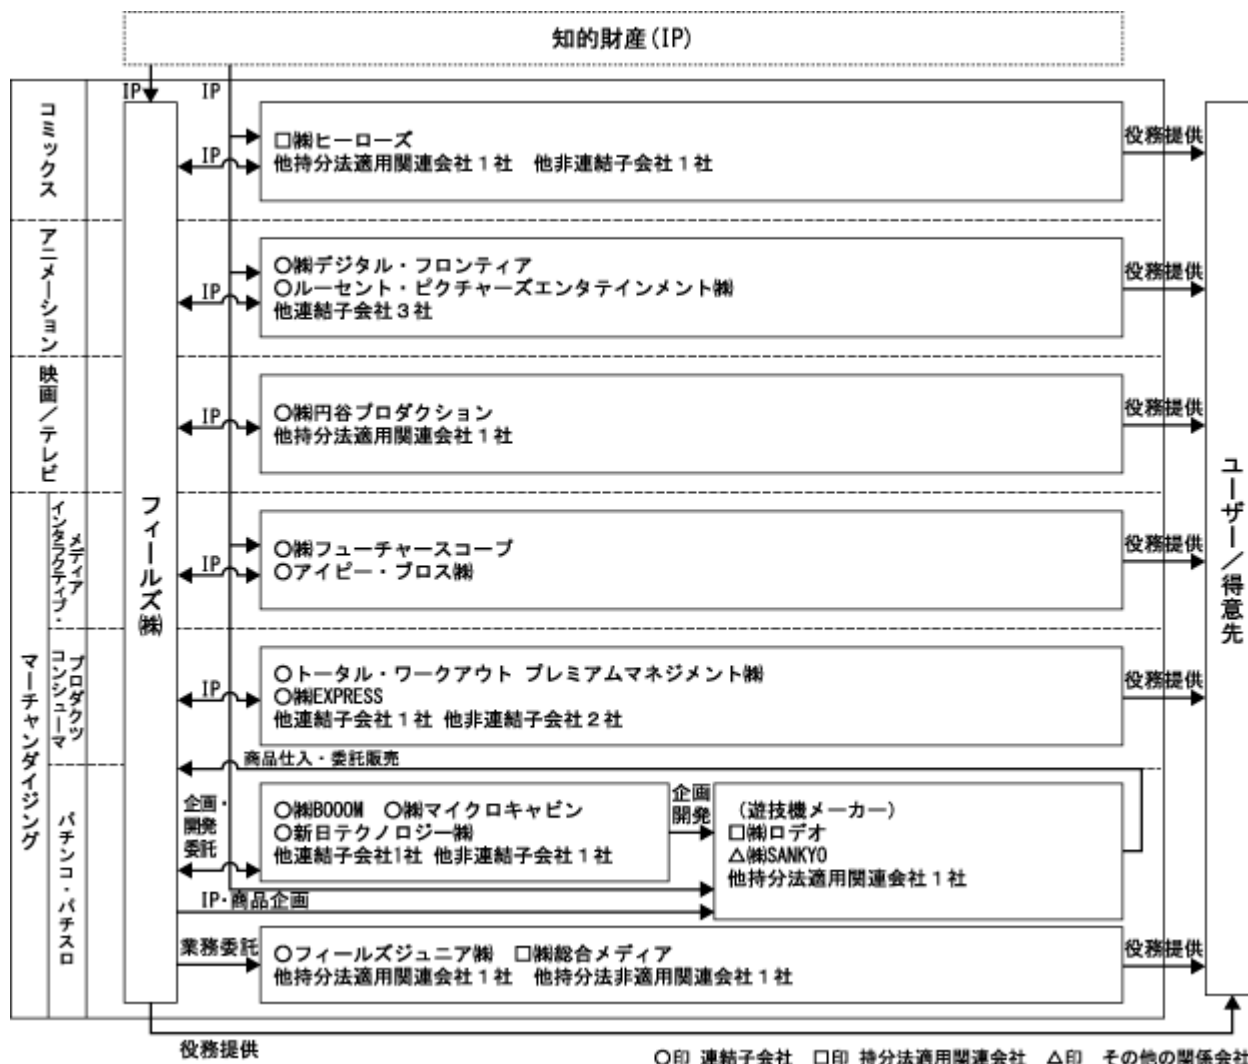 知的財産(IP)
IP
IP
コミックス
IP
□㈱ヒーローズ
他持分法適用関連会社1社 他非連結子会社1社
役務提供
アニメーション
IP
○㈱デジタル・フロンティア
○ルーセント・ピクチャーズエンタテインメント㈱
他連結子会社3社
役務提供
映画/テレビ
IP
○㈱円谷プロダクション
他持分法適用関連会社1社
役務提供
フィールズ㈱
ユーザー/得意先
マーチャンダイジング
インタラクティブ・
メディア
IP
○㈱フューチャースコープ
○アイピー・ブロス㈱
役務提供
コンシューマ
プロダクツ
IP
○トータル・ワークアウト プレミアムマネジメント㈱
○㈱EXPRESS
他連結子会社1社 他非連結子会社2社
役務提供
パチンコ・パチスロ
商品仕入・委託販売
企画・
開発
委託
○㈱BOOOM ○㈱マイクロキャビン
○新日テクノロジー㈱
他連結子会社1社 他非連結子会社1社
企画
開発
(遊技機メーカー)
□㈱ロデオ
△㈱SANKYO
他持分法適用関連会社1社
IP・商品企画
業務委託
○フィールズジュニア㈱ □㈱総合メディア
他持分法適用関連会社1社 他持分法非適用関連会社1社
役務提供
役務提供
○印 連結子会社 □印 持分法適用関連会社 △印 その他の関係会社